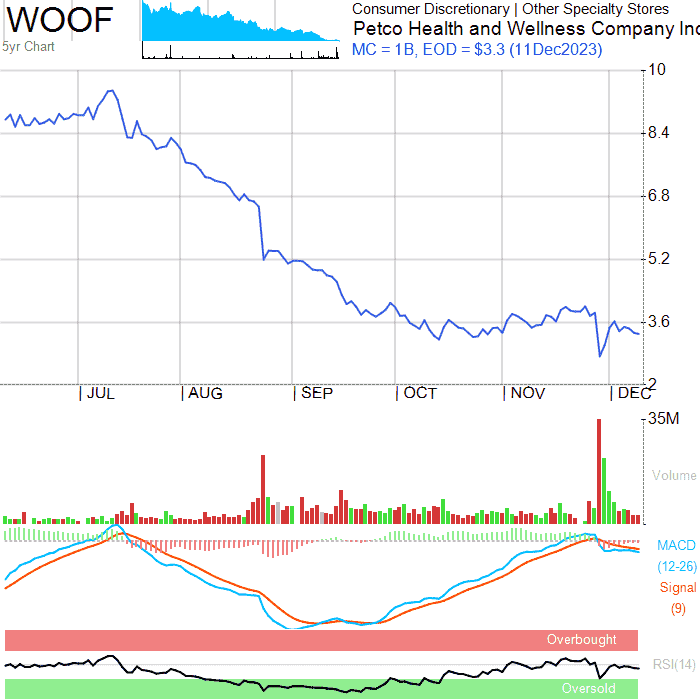 WOOF
5yr Chart
Consumer Discretionary | Other Specialty Stores
Petco Health and Wellness Company Inc
MC = 1B, EOD = $3.3 (11Dec2023)
10
8.4
6.8
5.2
3.6
2
| JUL | AUG | SEP | OCT | NOV | DEC
35M
Volume
MACD
(12-26)
Signal
(9)
Overbought
RSI(14)
Oversold